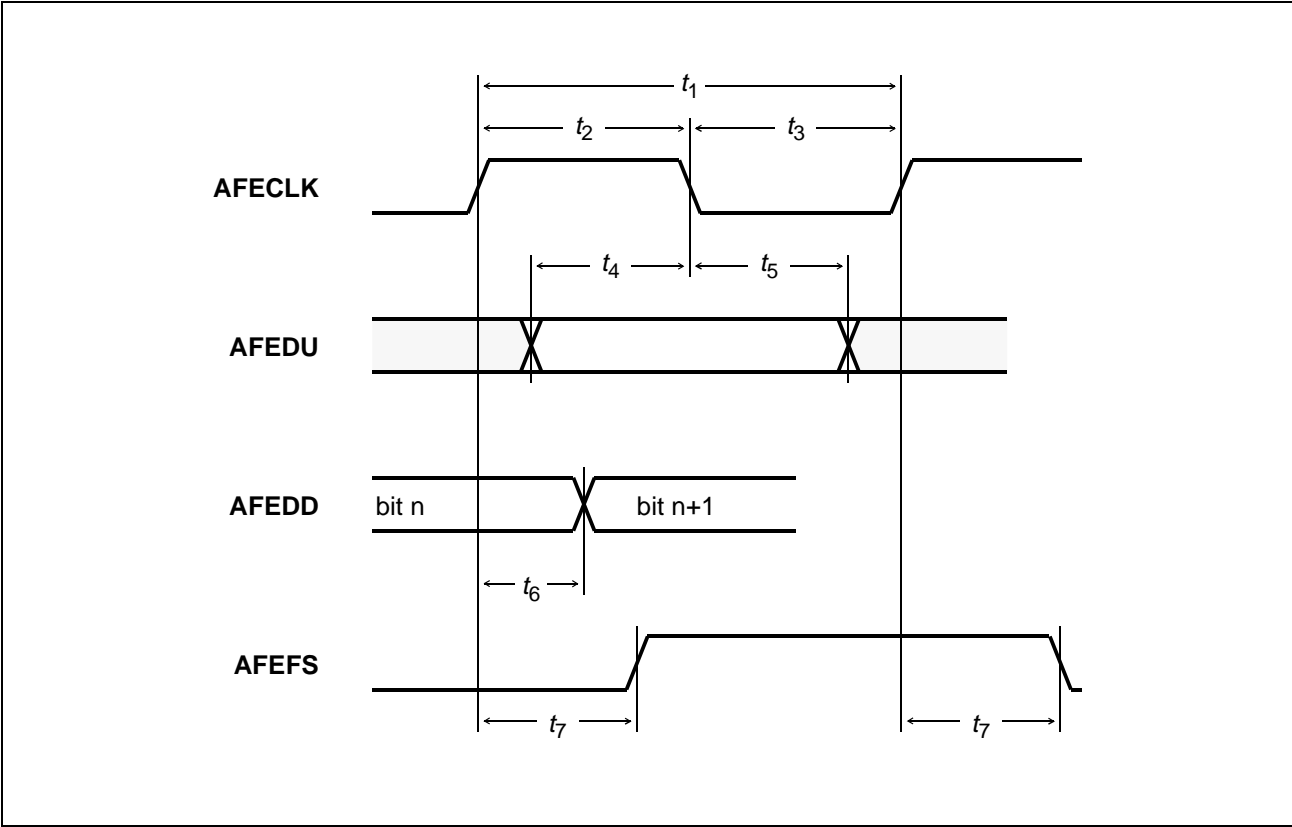 t1
t2
t3
AFECLK
t4
t5
AFEDU
AFEDD
bit n
bit n+1
t6
AFEFS
t7
t7